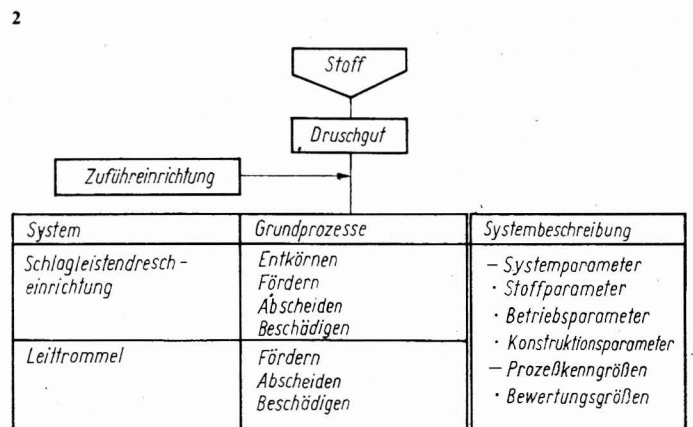 2
Stoff
Druschgut
Zuführeinrichtung
System
Grundprozesse
Systembeschreibung
Schlagleistendresch-
einrichtung
Entkörnen
Fördern
Abscheiden
Beschädigen
– Systemparameter
· Stoffparameter
· Betriebsparameter
· Konstruktionsparameter
– Prozeßkenngrößen
· Bewertungsgrößen
Leittrommel
Fördern
Abscheiden
Beschädigen